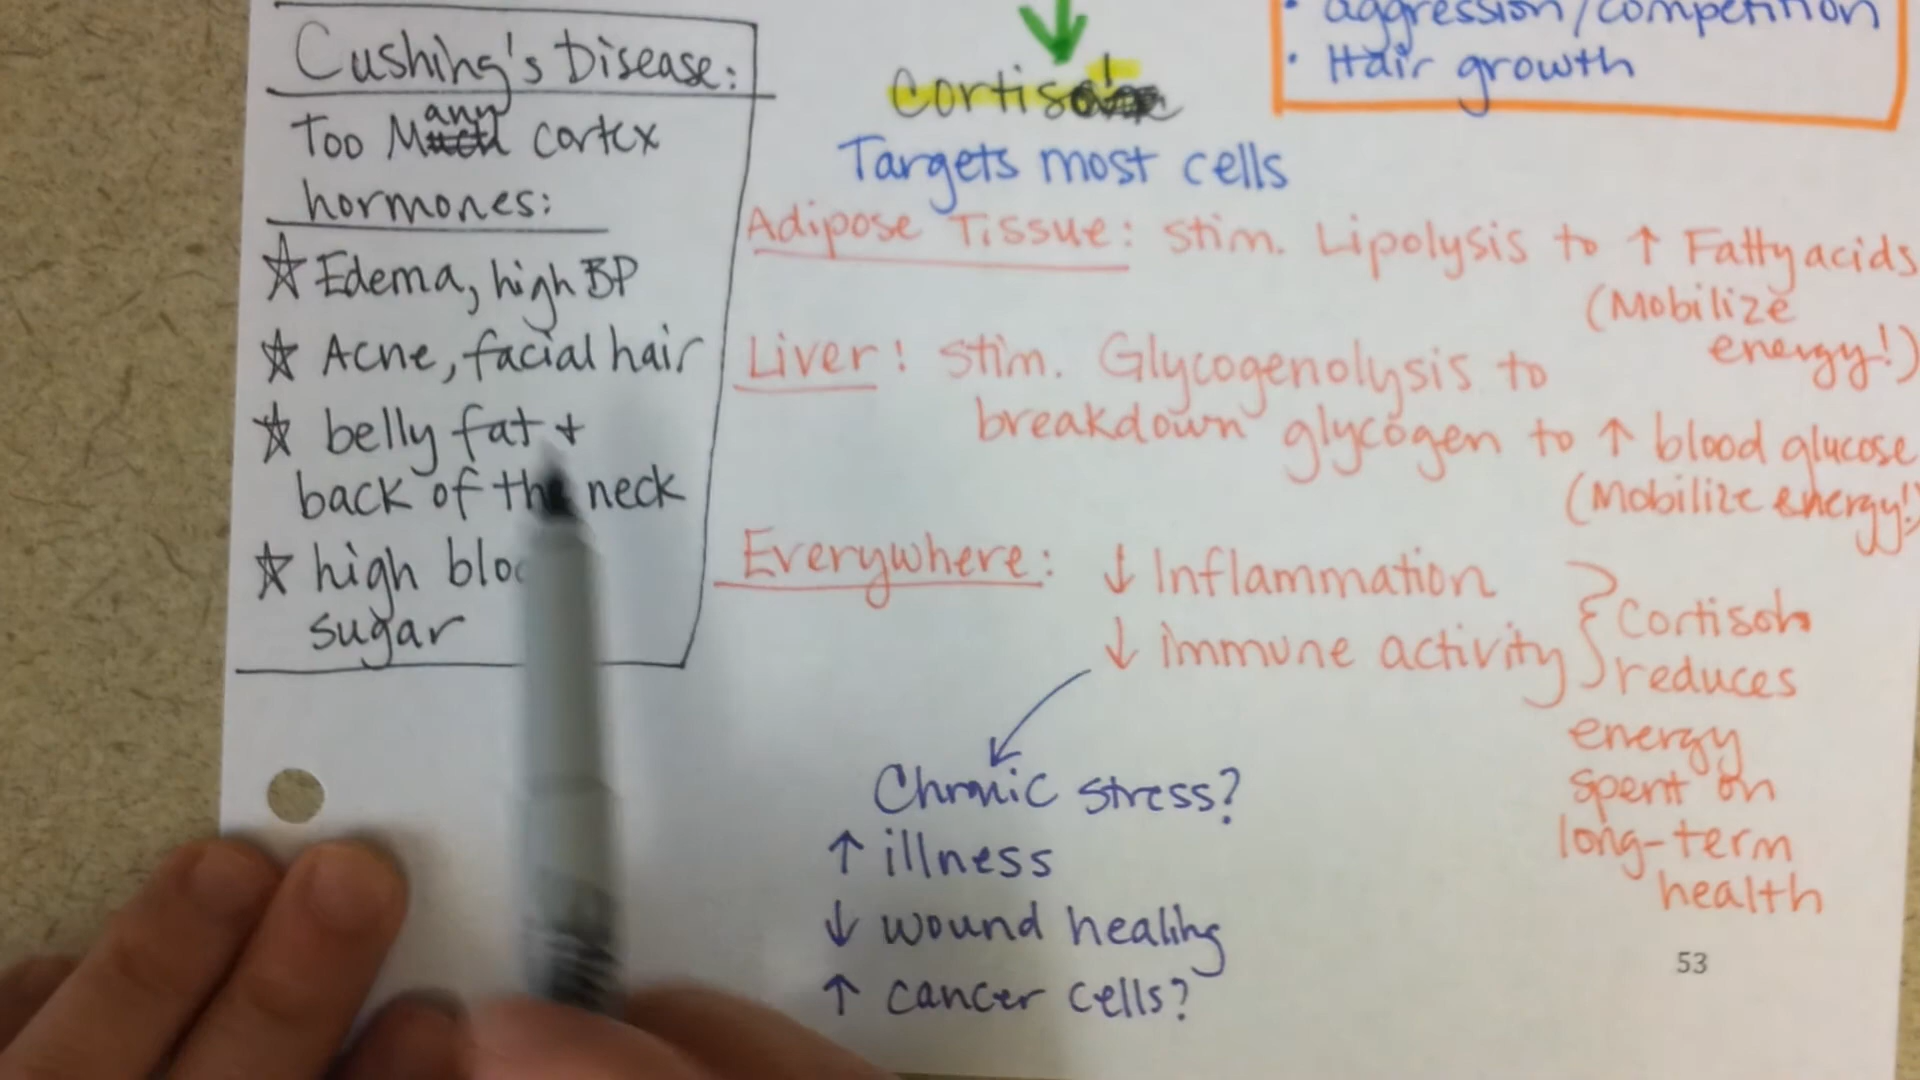 Cushing's Disease:
Too Many cortex
hormones:
☆ Edema, high BP
☆ Acne, facial hair
☆ belly fat +
back of the neck
☆ high bloo
sugar
Cortisol
Targets most cells
Adipose Tissue: stim. Lipolysis to ↑ Fatty acids
(Mobilize
energy!)
Liver: stim. Glycogenolysis to
breakdown glycogen to ↑ blood glucose
(Mobilize energy!)
Everywhere: ↓ Inflammation
↓ immune activity
Cortisol
reduces
energy
spent on
long-term
health
Chronic stress?
↑ illness
↓ wound healing
↑ cancer cells?
• aggression/competition
• Hair growth
53